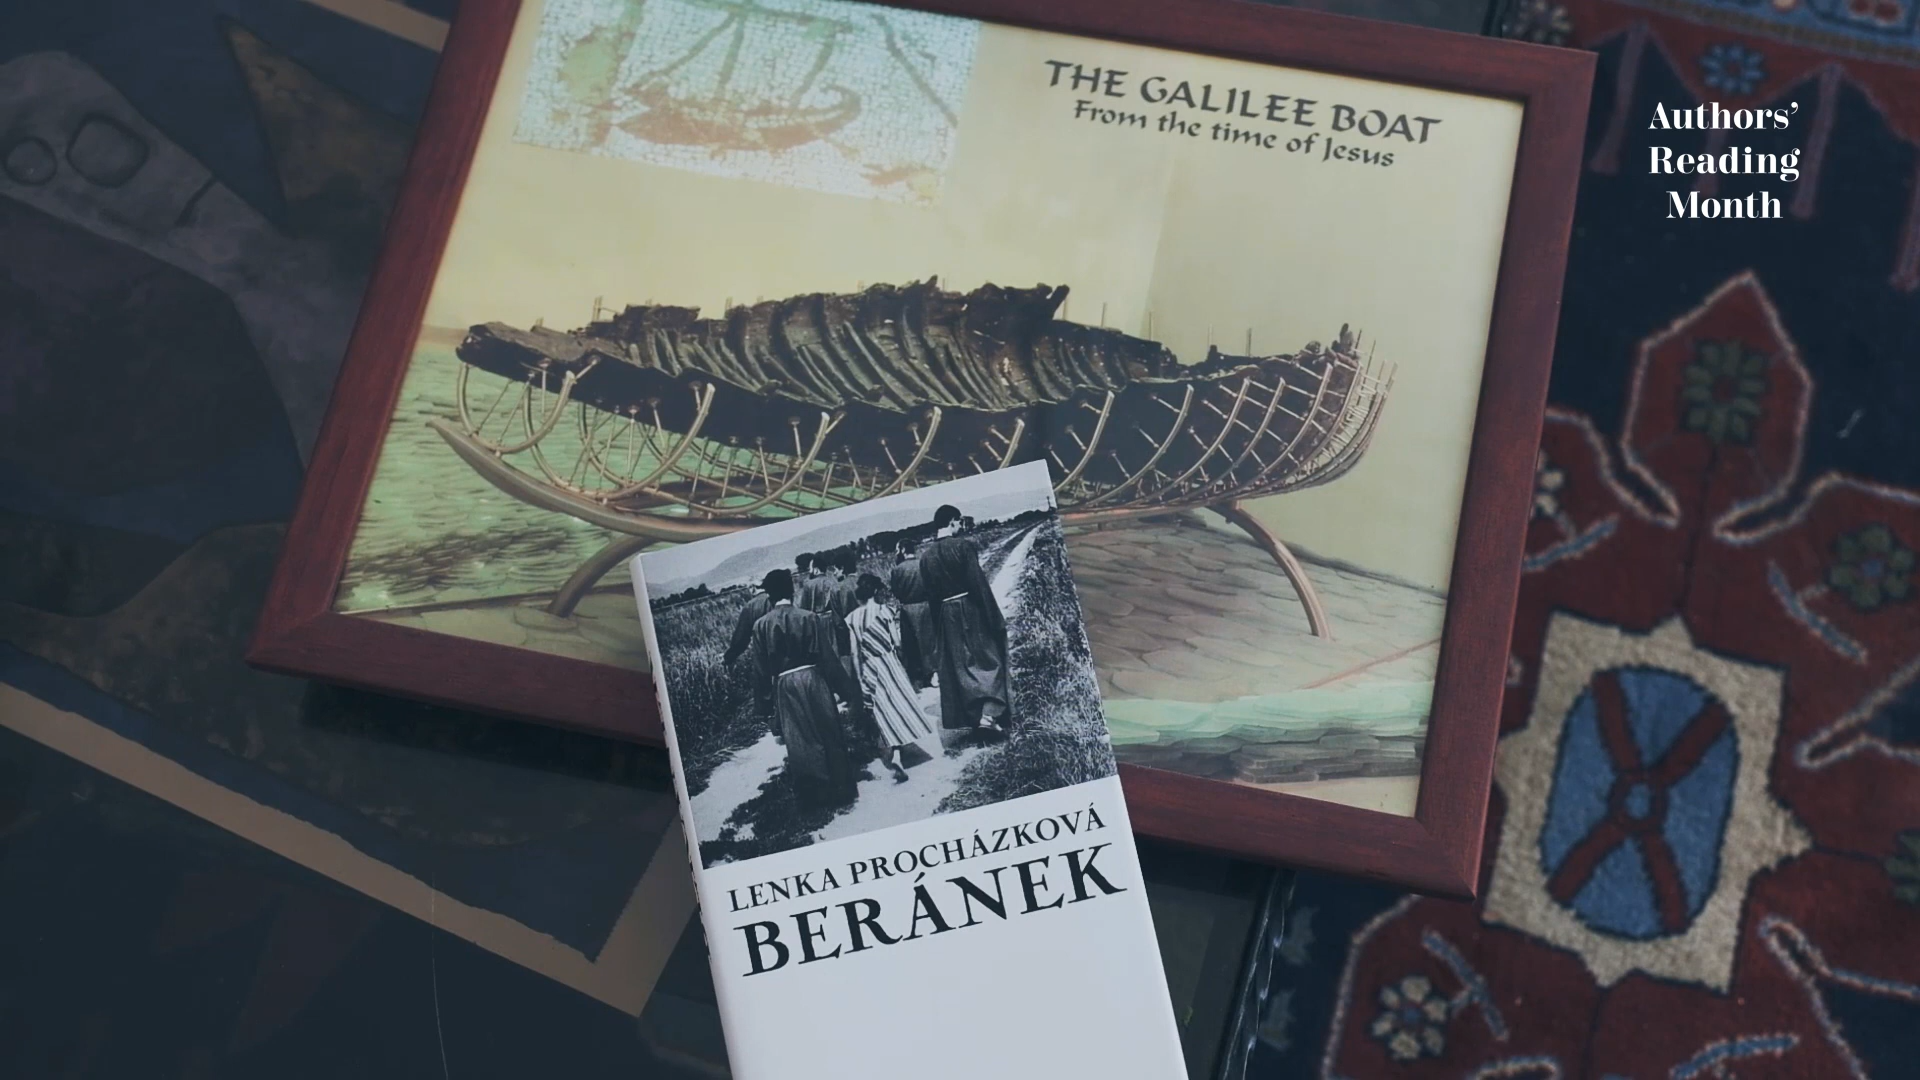 THE GALILEE BOAT
From the time of Jesus
Authors’
Reading
Month
LENKA PROCHÁZKOVÁ
BERÁNEK